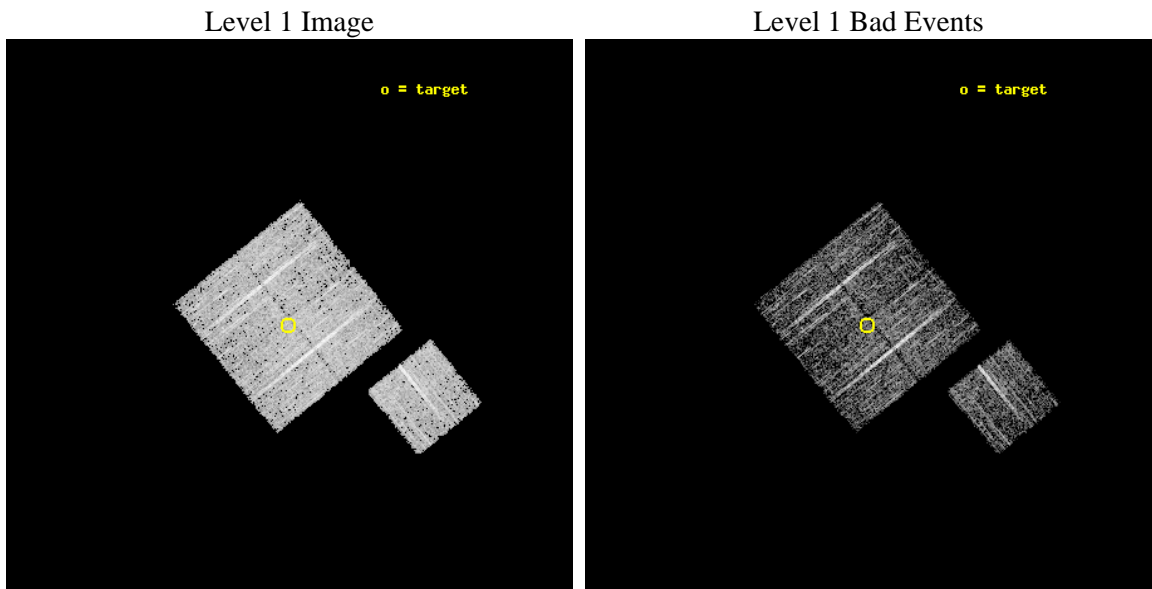 Level 1 Image
Level 1 Bad Events
o = target
o = target